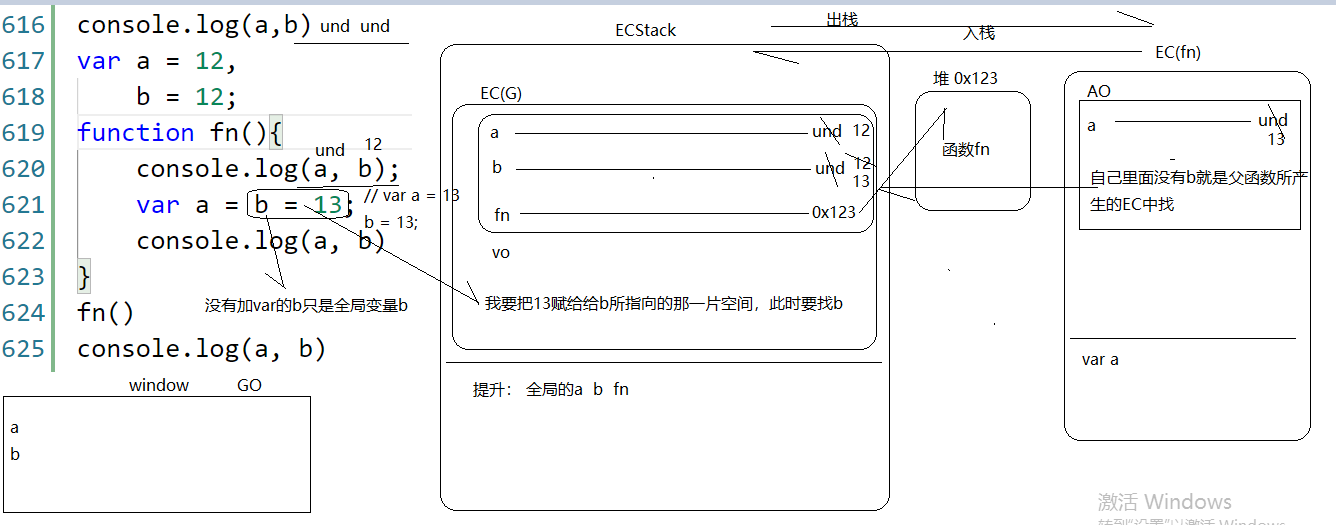 616 console.log(a,b) und und
617 var a = 12,
618 b = 12;
619 function fn(){
und 12
620 console.log(a, b);
621 var a = b = 13; // var a = 13
b = 13;
622 console.log(a, b)
623 }
没有加var的b只是全局变量b
624 fn()
625 console.log(a, b)
window GO
a
b
ECStack
出栈
入栈
EC(G)
a und 12
b und 12
13
fn 0x123
vo
我要把13赋给给b所指向的那一片空间，此时要找b
提升： 全局的a b fn
堆 0x123
函数fn
EC(fn)
AO
a und
13
自己里面没有b就是父函数所产
生的EC中找
var a
激活 Windows
转到"设置"以激活 Windows